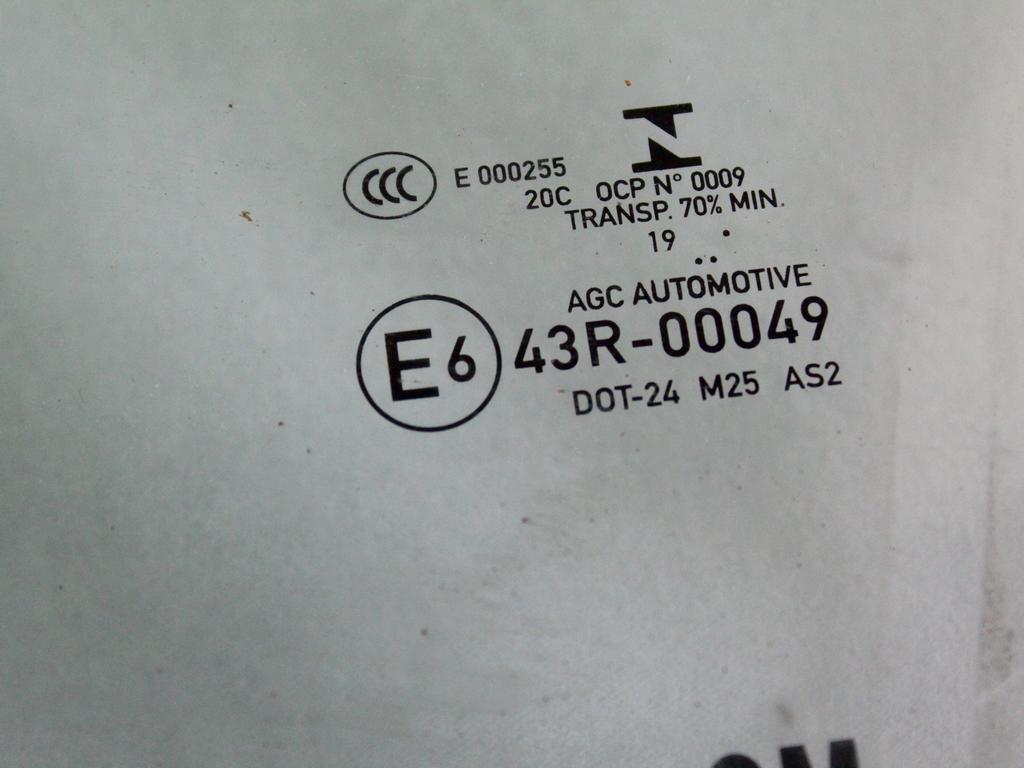 CCC E 000255
20C OCP N° 0009
TRANSP. 70% MIN.
19
AGC AUTOMOTIVE
E6 43R-00049
DOT-24 M25 AS2